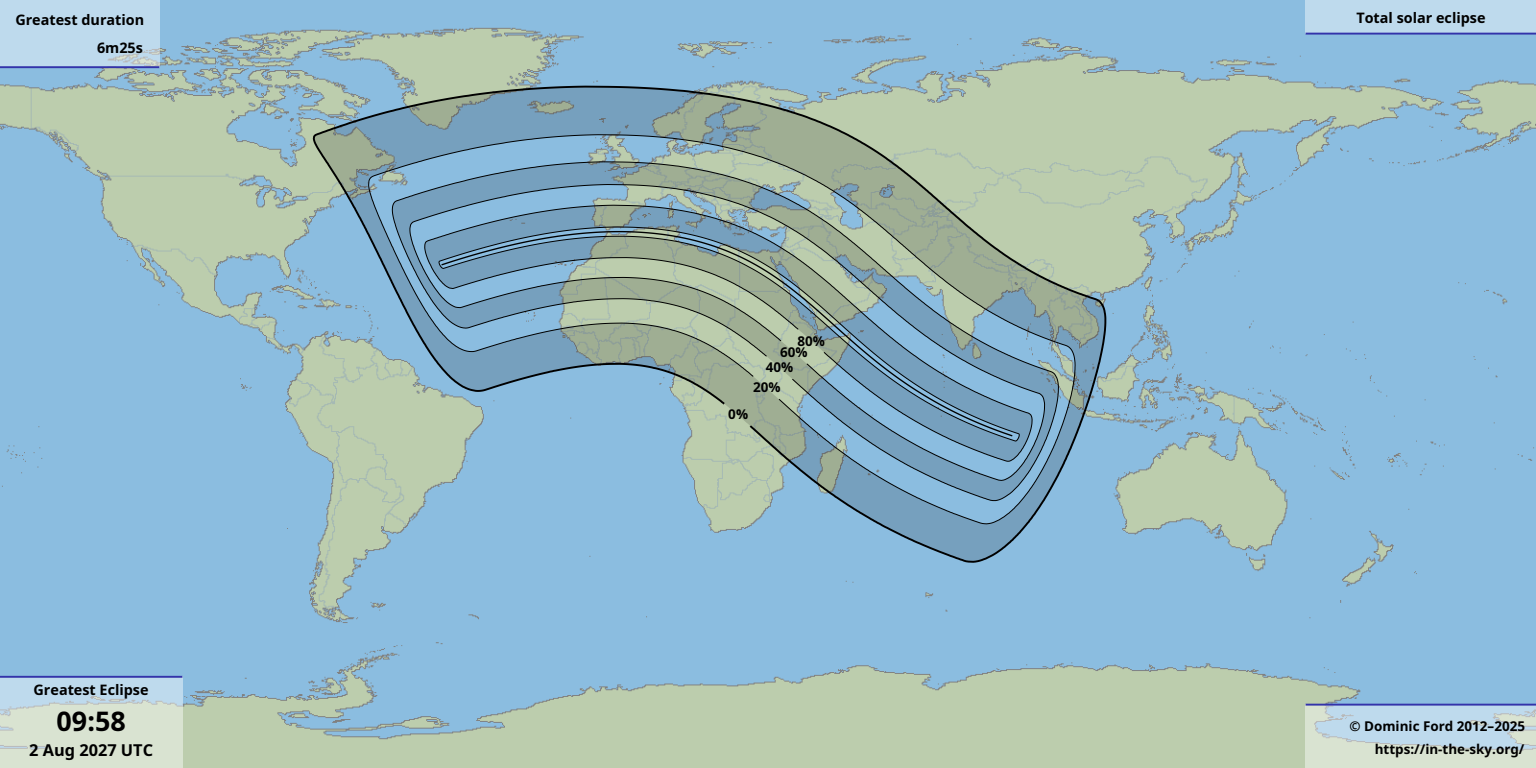 Greatest duration
6m25s
Total solar eclipse
80%
60%
40%
20%
0%
Greatest Eclipse
09:58
2 Aug 2027 UTC
© Dominic Ford 2012–2025
https://in-the-sky.org/